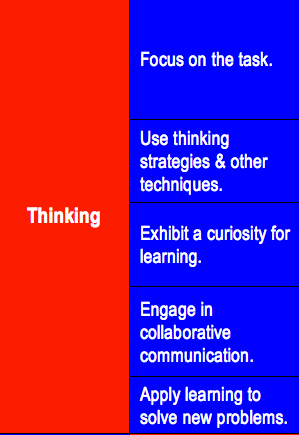 Thinking
Focus on the task.
Use thinking
strategies & other
techniques.
Exhibit a curiosity for
learning.
Engage in
collaborative
communication.
Apply learning to
solve new problems.